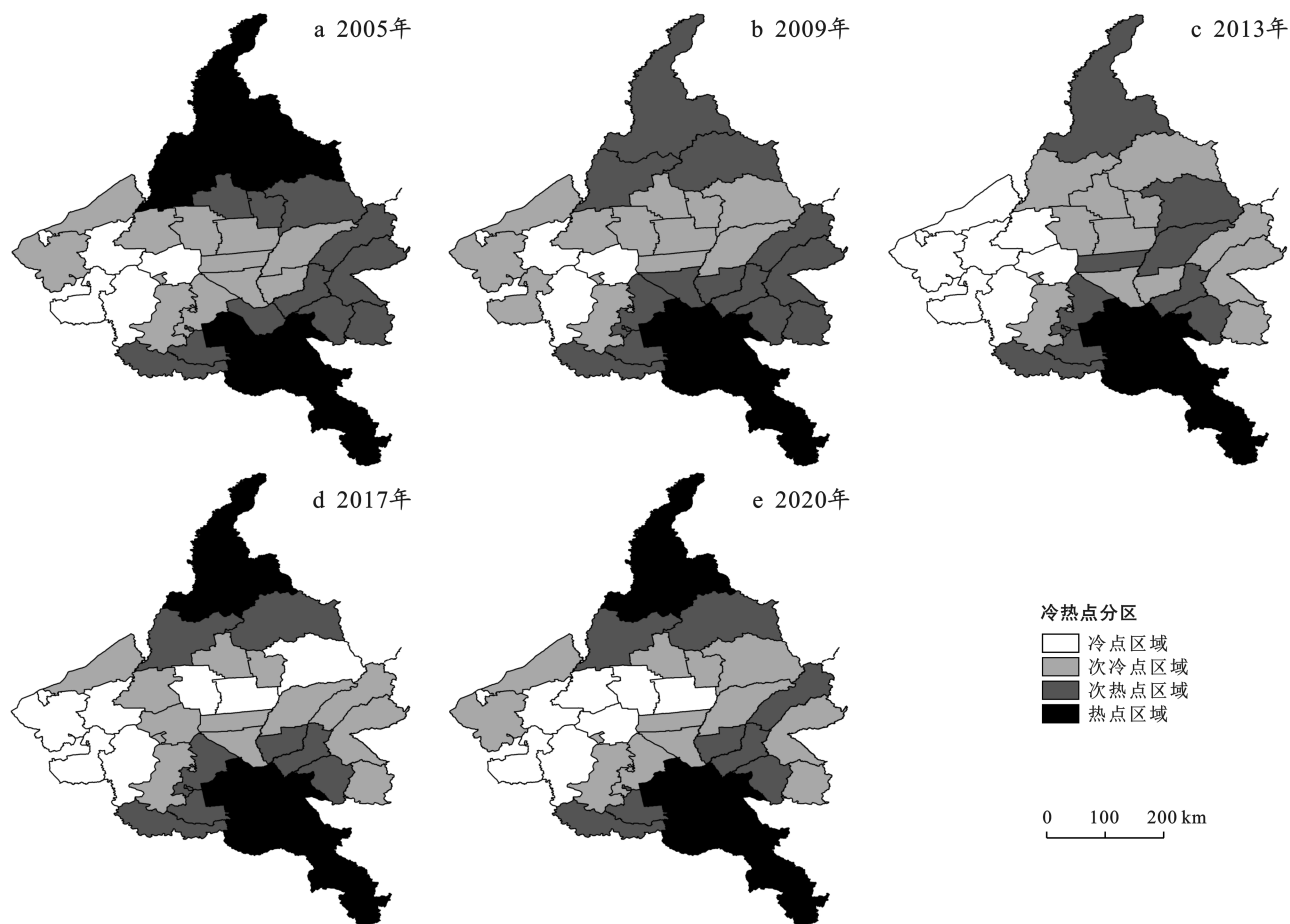 a 2005年
b 2009年
c 2013年
d 2017年
e 2020年
冷热点分区
冷点区域
次冷点区域
次热点区域
热点区域
0 100 200 km